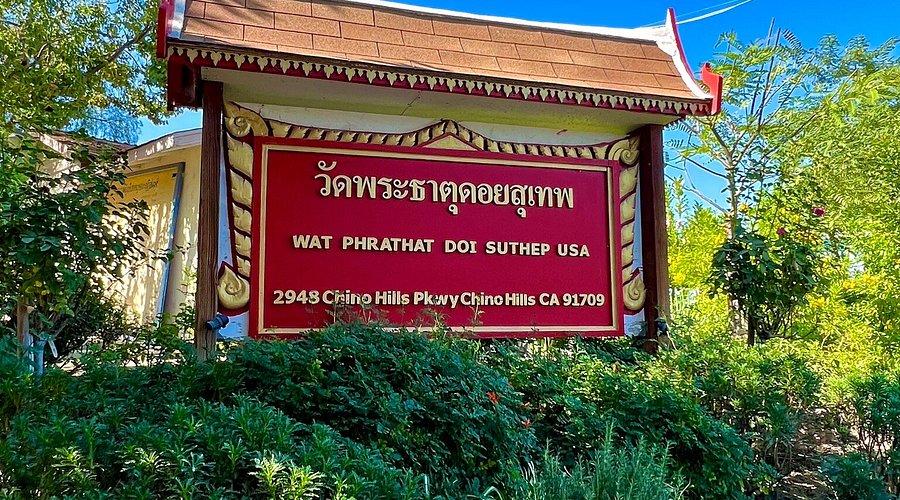 วัดพระธาตุดอยสุเทพ
WAT PHRATHAT DOI SUTHEP USA
2948 Chino Hills Pkwy Chino Hills CA 91709